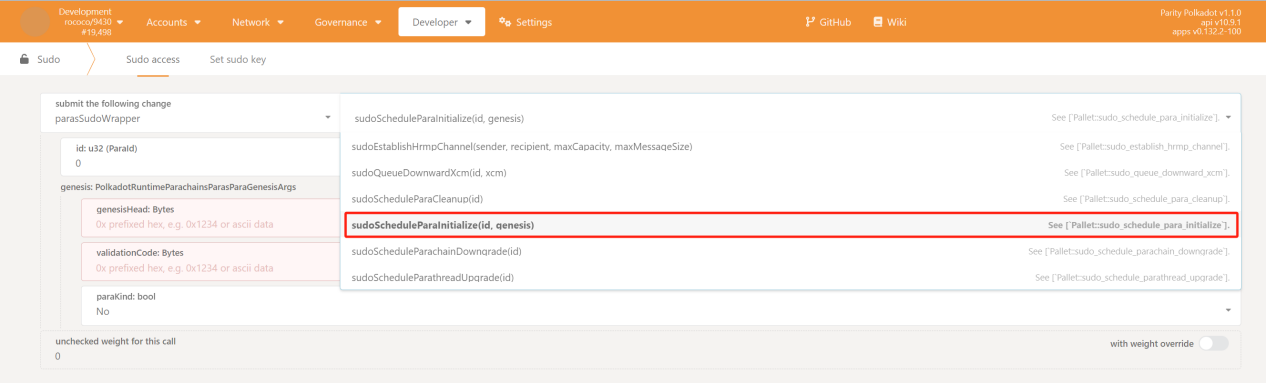 Development
rococo/9430
#19,498
Accounts
Network
Governance
Developer
Settings
GitHub
Wiki
Parity Polkadot v1.1.0
api v10.9.1
apps v0.132.2-100
Sudo
Sudo access
Set sudo key
submit the following change
parasSudoWrapper
sudoScheduleParaInitialize(id, genesis)
See [`Pallet::sudo_schedule_para_initialize`].
sudoEstablishHrmpChannel(sender, recipient, maxCapacity, maxMessageSize)
See [`Pallet::sudo_establish_hrmp_channel`].
sudoQueueDownwardXcm(id, xcm)
See [`Pallet::sudo_queue_downward_xcm`].
sudoScheduleParaCleanup(id)
See [`Pallet::sudo_schedule_para_cleanup`].
sudoScheduleParaInitialize(id, genesis)
See [`Pallet::sudo_schedule_para_initialize`].
sudoScheduleParachainDowngrade(id)
See [`Pallet::sudo_schedule_parachain_downgrade`].
sudoScheduleParathreadUpgrade(id)
See [`Pallet::sudo_schedule_parathread_upgrade`].
id: u32 (ParaId)
0
genesis: PolkadotRuntimeParachainsParasParaGenesisArgs
genesisHead: Bytes
0x prefixed hex, e.g. 0x1234 or ascii data
validationCode: Bytes
0x prefixed hex, e.g. 0x1234 or ascii data
paraKind: bool
No
unchecked weight for this call
0
with weight override